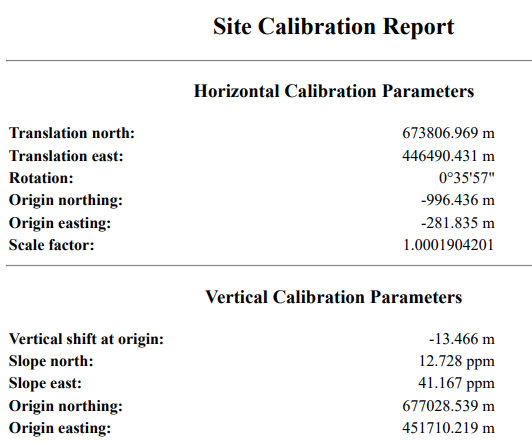 Site Calibration Report
Horizontal Calibration Parameters
Translation north: 673806.969 m
Translation east: 446490.431 m
Rotation: 0°35'57"
Origin northing: -996.436 m
Origin easting: -281.835 m
Scale factor: 1.0001904201
Vertical Calibration Parameters
Vertical shift at origin: -13.466 m
Slope north: 12.728 ppm
Slope east: 41.167 ppm
Origin northing: 677028.539 m
Origin easting: 451710.219 m